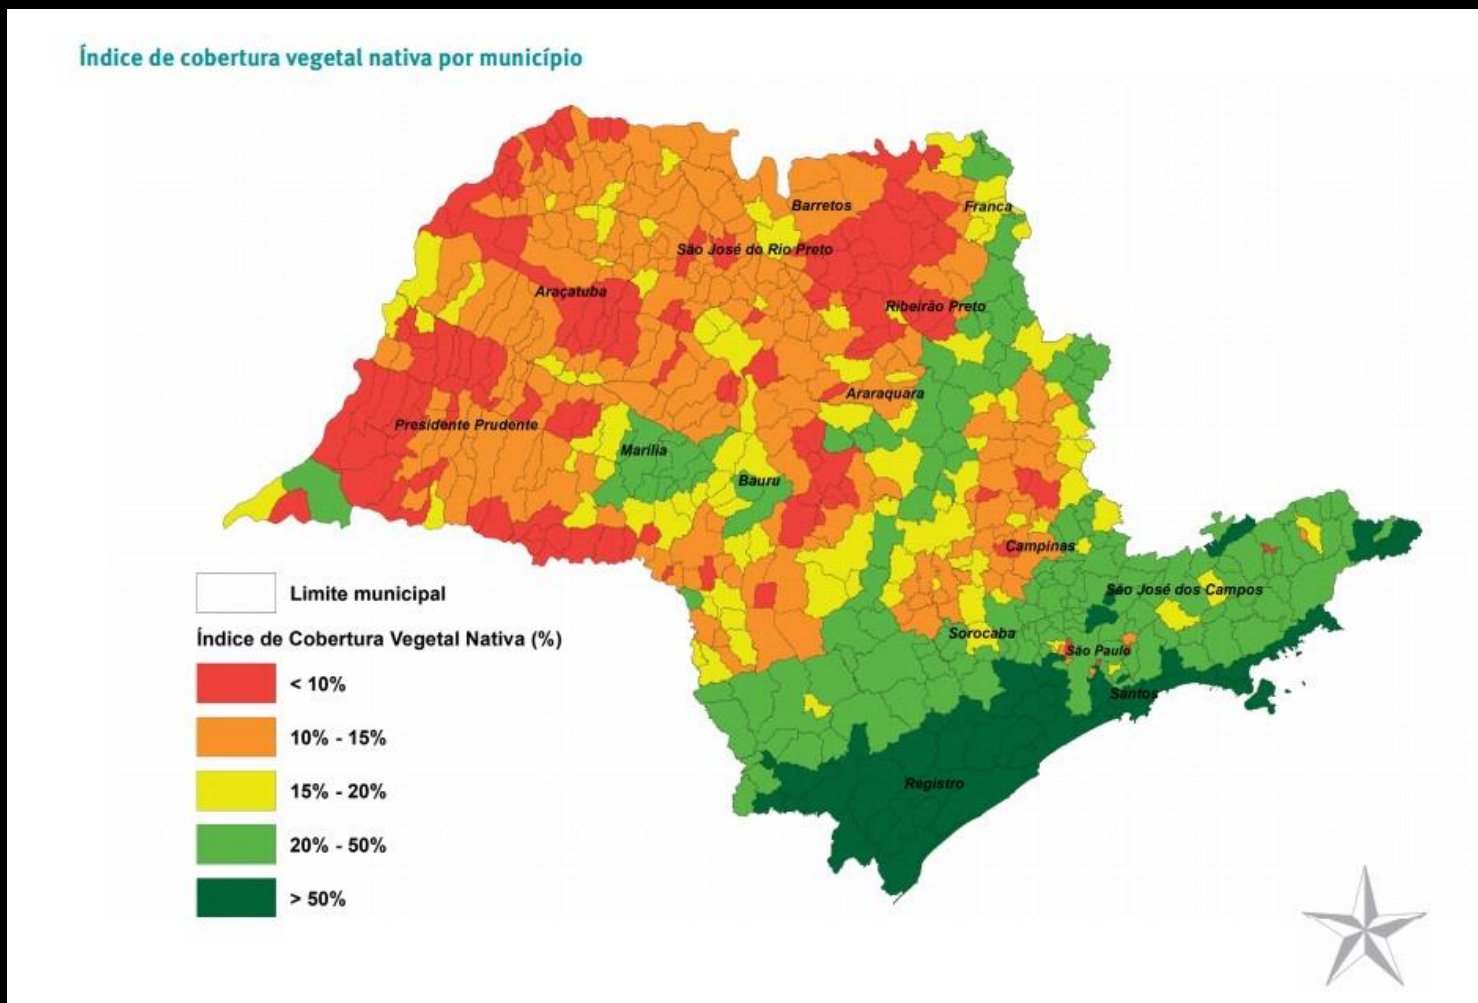 Índice de cobertura vegetal nativa por município
Barretos
Franca
São José do Rio Preto
Araçatuba
Ribeirão Preto
Araraquara
Presidente Prudente
Marília
Bauru
Campinas
São José dos Campos
Sorocaba
São Paulo
Santos
Registro
Limite municipal
Índice de Cobertura Vegetal Nativa (%)
< 10%
10% - 15%
15% - 20%
20% - 50%
> 50%